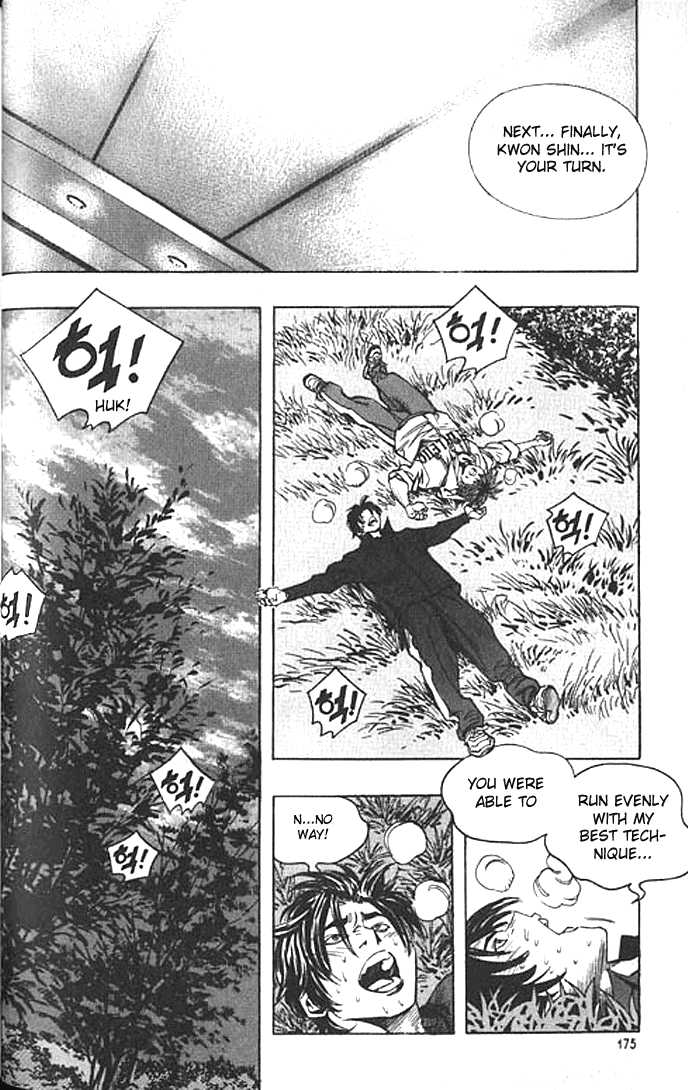 NEXT... FINALLY,
KWON SHIN... IT'S
YOUR TURN.
헉!
HUK!
헉!
헉!
헉!
헉!
헉!
헉!
YOU WERE
ABLE TO
RUN EVENLY
WITH MY
BEST TECH-
NIQUE...
N...NO
WAY!
175